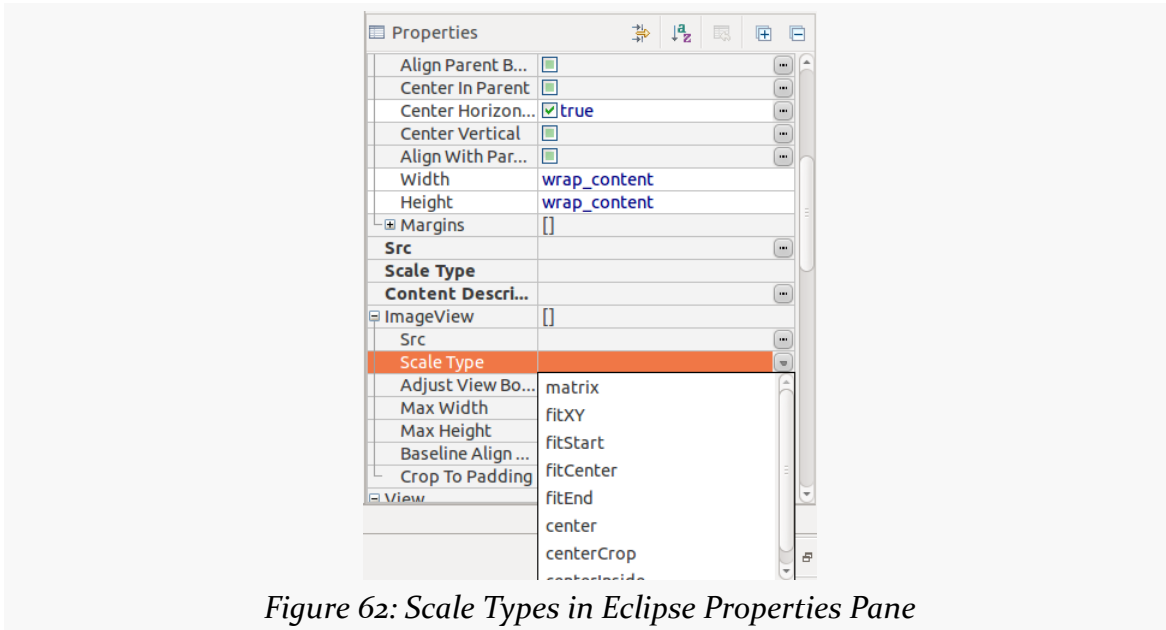 Properties
Align Parent B...
Center In Parent
Center Horizon... true
Center Vertical
Align With Par...
Width wrap_content
Height wrap_content
Margins []
Src
Scale Type
Content Descri...
ImageView []
Src
Scale Type
Adjust View Bo...
Max Width
Max Height
Baseline Align ...
Crop To Padding
View
matrix
fitXY
fitStart
fitCenter
fitEnd
center
centerCrop
centerInside
Figure 62: Scale Types in Eclipse Properties Pane